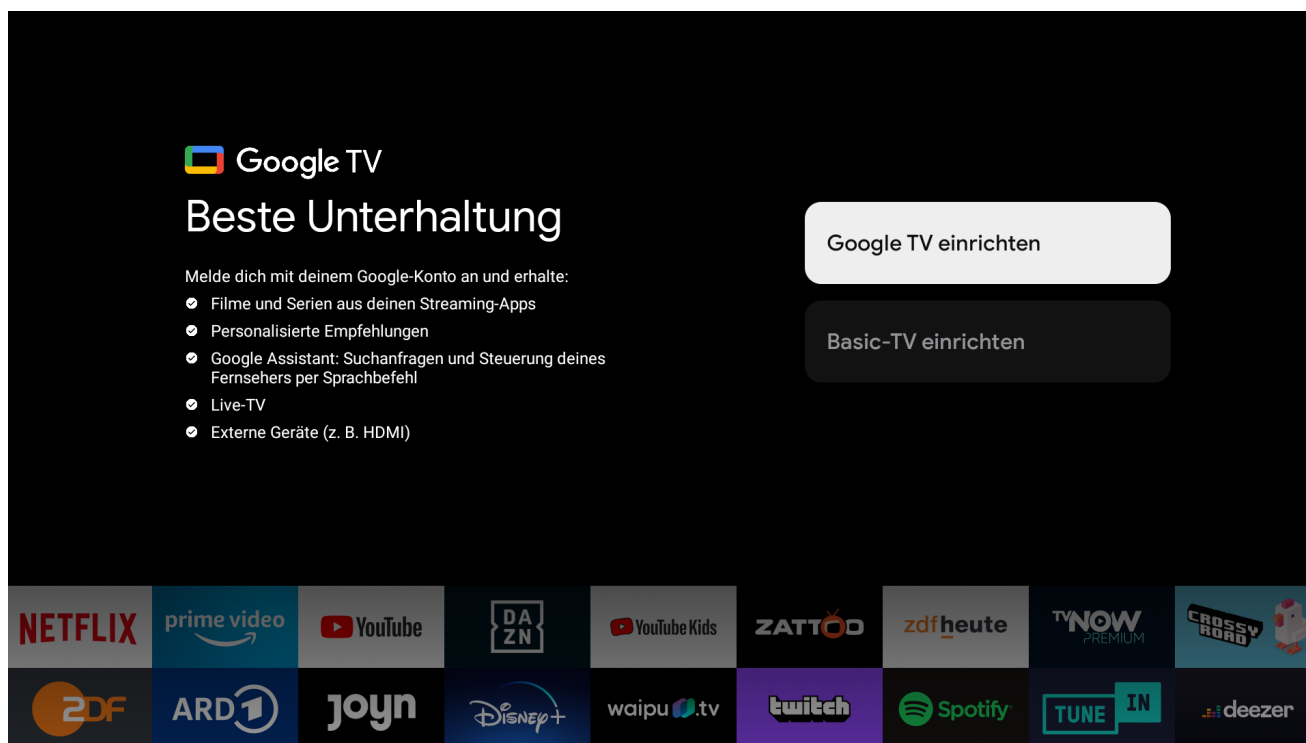 Google TV
Beste Unterhaltung
Melde dich mit deinem Google-Konto an und erhalte:
Filme und Serien aus deinen Streaming-Apps
Personalisierte Empfehlungen
Google Assistant: Suchanfragen und Steuerung deines
Fernsehers per Sprachbefehl
Live-TV
Externe Geräte (z. B. HDMI)
Google TV einrichten
Basic-TV einrichten
NETFLIX
prime video
YouTube
DA
ZN
YouTube Kids
ZATTOO
zdfheute
TVNOW
PREMIUM
CROSSY
ROAD
ZDF
ARD 1
joyn
Disney+
waipu.tv
twitch
Spotify
TUNE IN
deezer